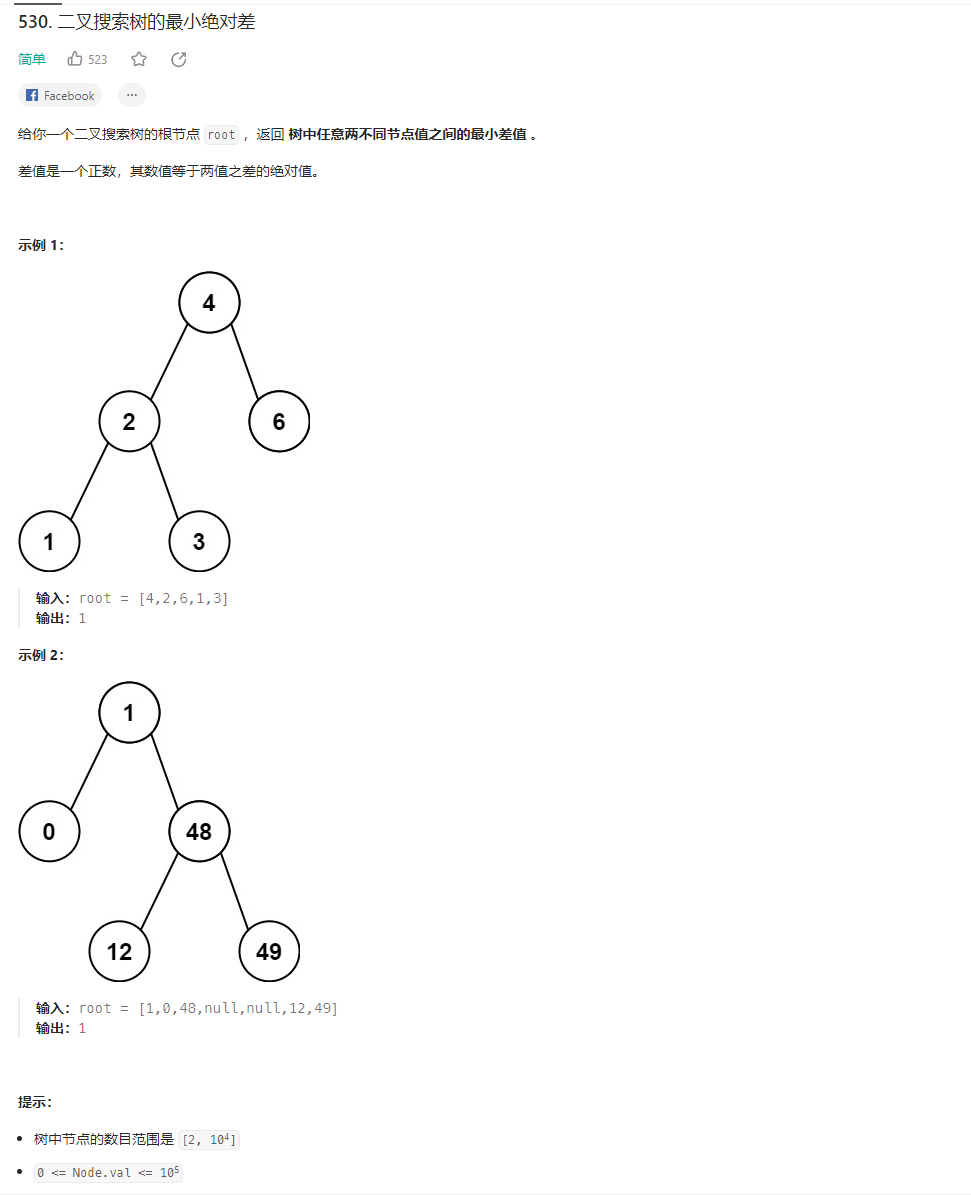 530. 二叉搜索树的最小绝对差
简单 523
Facebook ...
给你一个二叉搜索树的根节点 root ，返回 树中任意两不同节点值之间的最小差值 。
差值是一个正数，其数值等于两值之差的绝对值。
示例 1：
4
2 6
1 3
输入：root = [4,2,6,1,3]
输出：1
示例 2：
1
0 48
12 49
输入：root = [1,0,48,null,null,12,49]
输出：1
提示：
• 树中节点的数目范围是 [2, 10⁴]
• 0 <= Node.val <= 10⁵